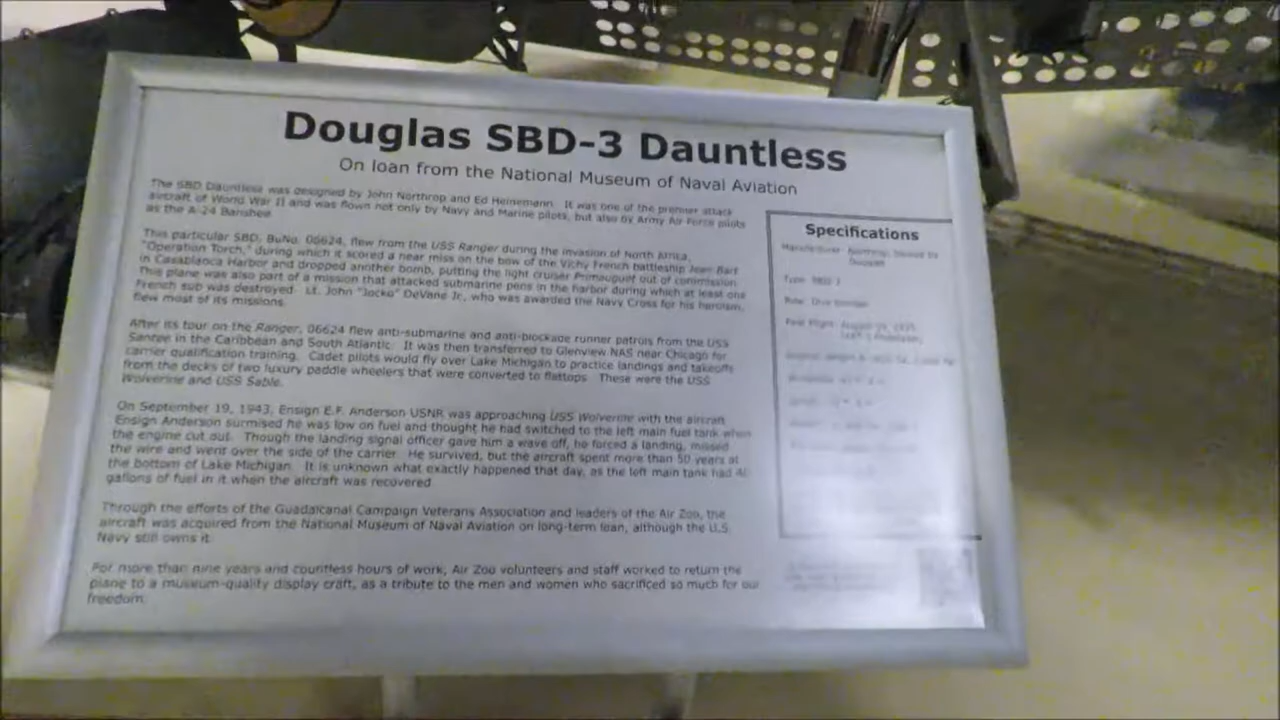 Douglas SBD-3 Dauntless
On loan from the National Museum of Naval Aviation
The SBD Dauntless was designed by John Northrop and Ed Heinemann. It was one of the premier attack
aircraft of World War II and was flown not only by Navy and Marine pilots, but also by Army Air Force pilots
as the A-24 Banshee.
This particular SBD, BuNo. 06624, flew from the USS Ranger during the invasion of North Africa,
"Operation Torch," during which it scored a near miss on the bow of the Vichy French battleship Jean Bart
in Casablanca Harbor and dropped another bomb, putting the light cruiser Primauguet out of commission.
This plane was also part of a mission that attacked submarine pens in the harbor during which at least one
French sub was destroyed. Lt. John "Jocko" DeVane Jr., who was awarded the Navy Cross for his heroism,
flew most of its missions.
After its tour on the Ranger, 06624 flew anti-submarine and anti-blockade runner patrols from the USS
Santee in the Caribbean and South Atlantic. It was then transferred to Glenview NAS near Chicago for
carrier qualification training. Cadet pilots would fly over Lake Michigan to practice landings and takeoffs
from the decks of two luxury paddle wheelers that were converted to flattops. These were the USS
Wolverine and USS Sable.
On September 19, 1943, Ensign E.F. Anderson USNR was approaching USS Wolverine with the aircraft.
Ensign Anderson surmised he was low on fuel and thought he had switched to the left main fuel tank when
the engine cut out. Though the landing signal officer gave him a wave off, he forced a landing, missed
the wire and went over the side of the carrier. He survived, but the aircraft spent more than 50 years at
the bottom of Lake Michigan. It is unknown what exactly happened that day, as the left main tank had
gallons of fuel in it when the aircraft was recovered.
Through the efforts of the Guadalcanal Campaign Veterans Association and leaders of the Air Zoo, the
aircraft was acquired from the National Museum of Naval Aviation on long-term loan, although the U.S.
Navy still owns it.
For more than nine years and countless hours of work, Air Zoo volunteers and staff worked to return the
plane to a museum-quality display craft, as a tribute to the men and women who sacrificed so much for our
freedom.
Specifications
Manufacturer: Northrop,
Douglas
Type: SBD-3
Role: Dive bomber
First Flight: August